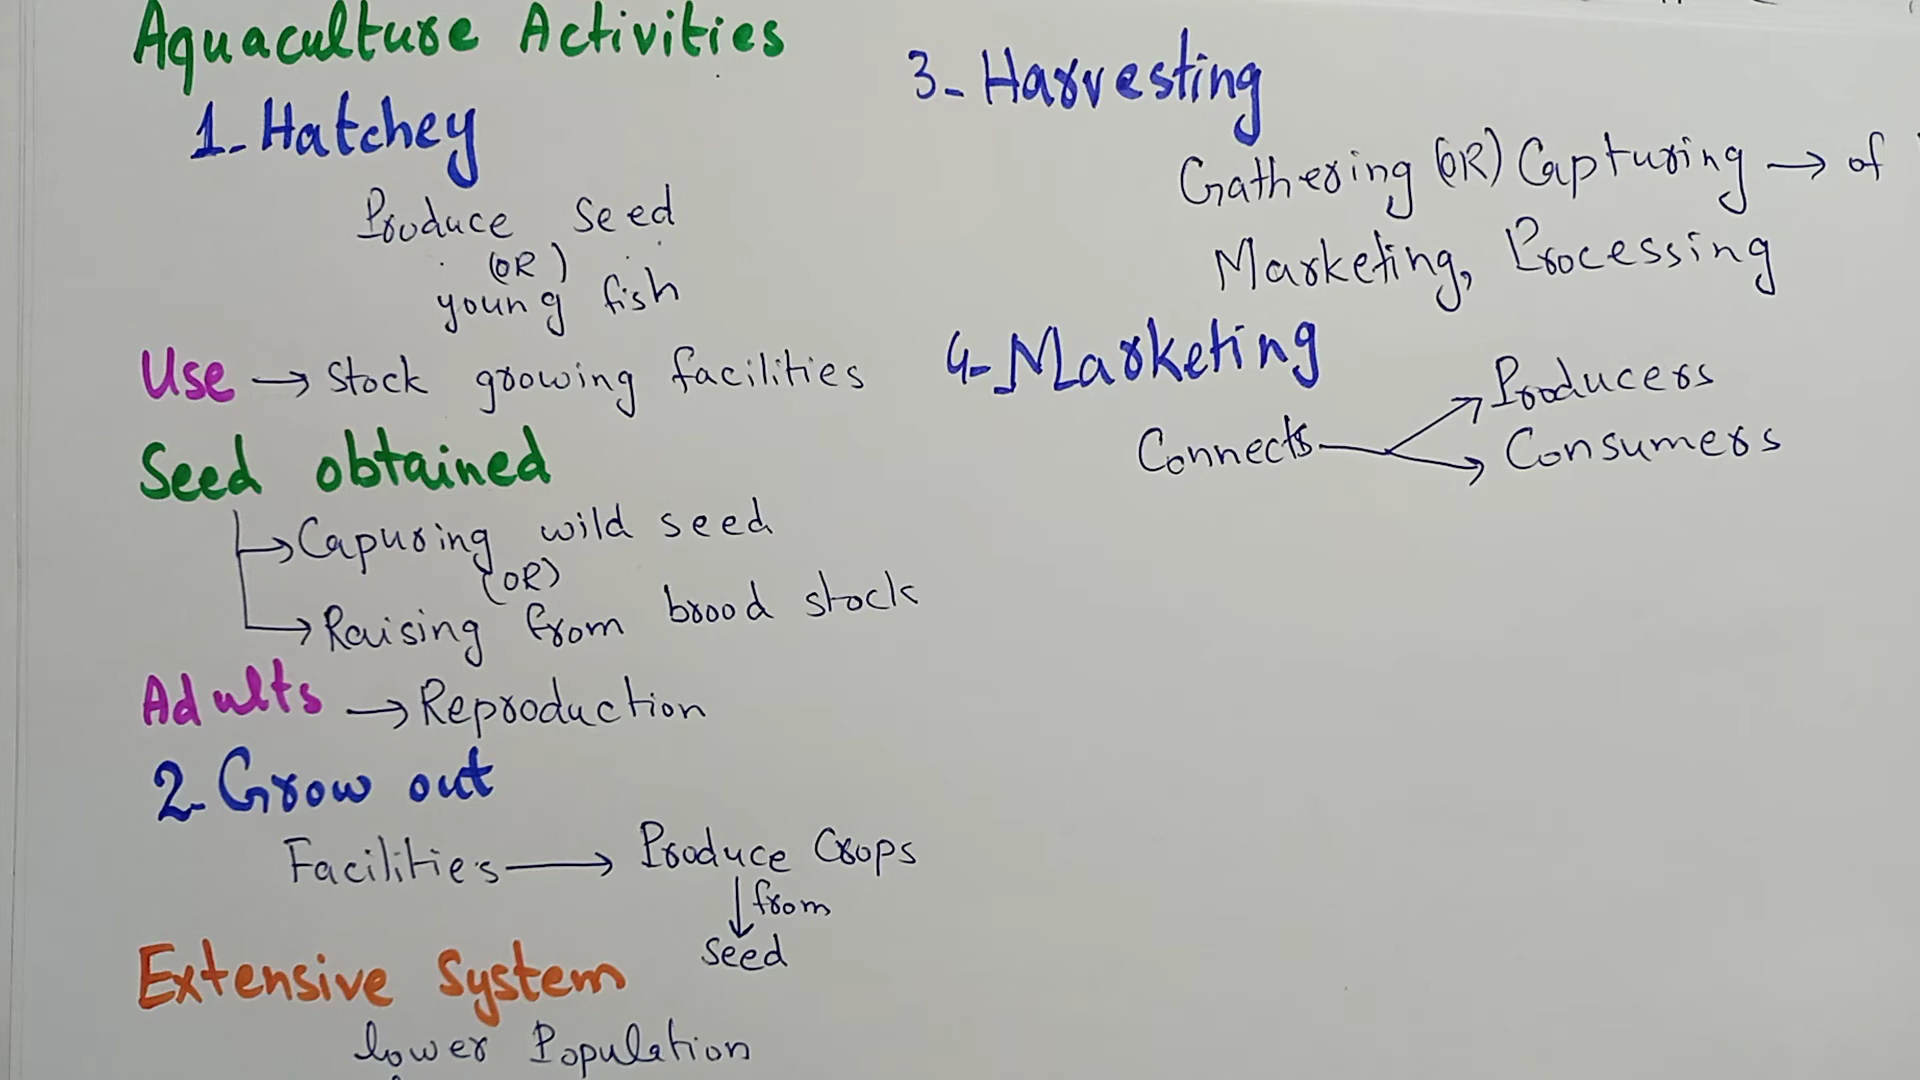 Aquaculture Activities
1- Hatchey
Produce Seed
(OR)
young fish
Use → Stock growing facilities
Seed obtained
→ Capuring wild seed
(OR)
→ Raising from brood stock
Adults → Reproduction
2- Grow out
Facilities → Produce Crops
↓ from
Seed
Extensive System
lower Population
3- Harvesting
Gathering (OR) Capturing → of
Marketing, Processing
4- Marketing
Connects → Producers
→ Consumers